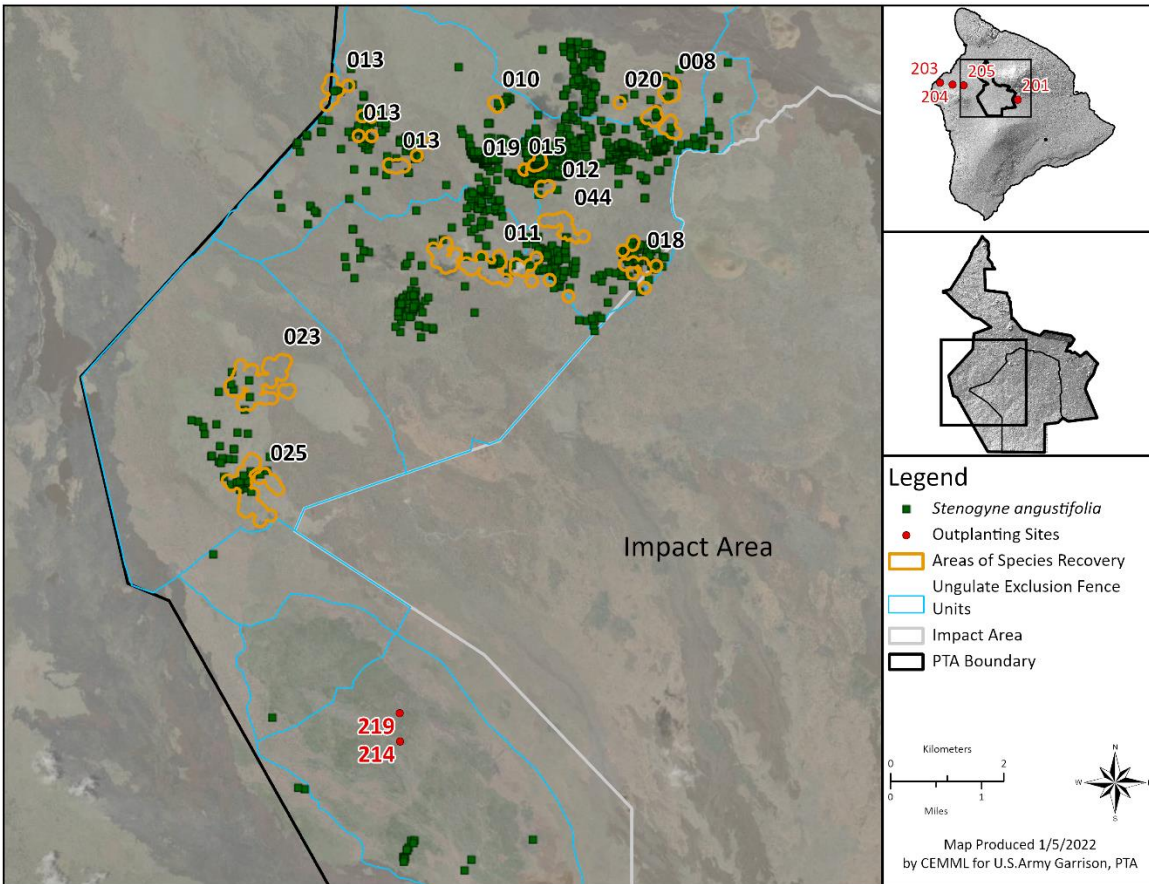 013
010
020
008
013
013
019
015
012
044
011
018
023
025
Impact Area
219
214
203
205
204
201
Legend
Stenogyne angustifolia
Outplanting Sites
Areas of Species Recovery
Ungulate Exclusion Fence
Units
Impact Area
PTA Boundary
Kilometers
0 2
0 1
Miles
N
W
S
Map Produced 1/5/2022
by CEMML for U.S.Army Garrison, PTA